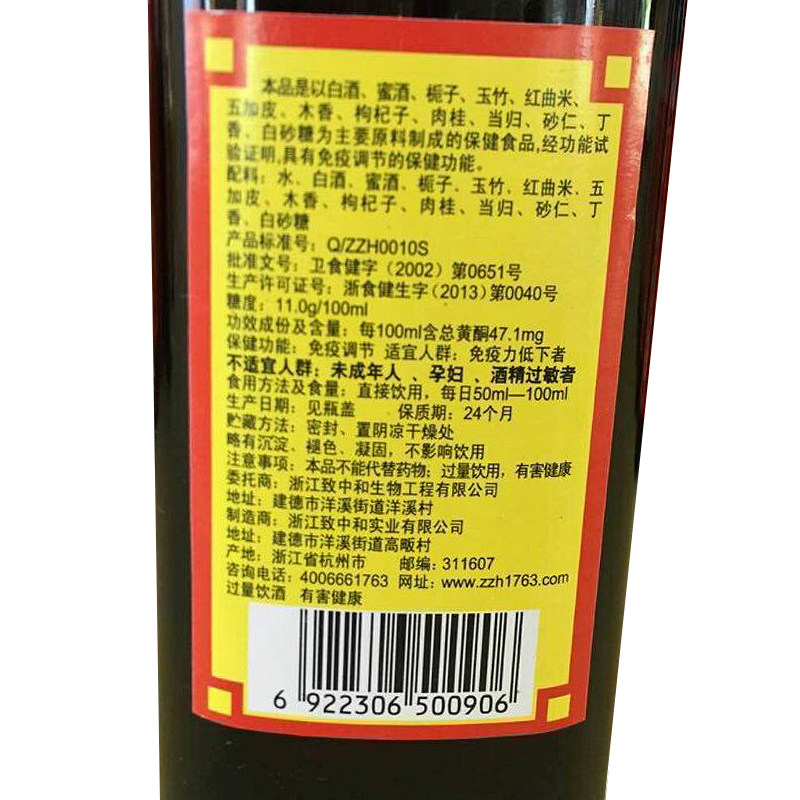 本品是以白酒、蜜酒、栀子、玉竹、红曲米、
五加皮、木香、枸杞子、肉桂、当归、砂仁、丁
香、白砂糖为主要原料制成的保健食品,经功能试
验证明,具有免疫调节的保健功能。
配料：水、白酒、蜜酒、栀子、玉竹、红曲米、五
加皮、木香、枸杞子、肉桂、当归、砂仁、丁
香、白砂糖
产品标准号：Q/ZZH0010S
批准文号：卫食健字（2002）第0651号
生产许可证号：浙食健生字（2013）第0040号
糖度：11.0g/100ml
功效成份及含量：每100ml含总黄酮47.1mg
保健功能：免疫调节 适宜人群：免疫力低下者
不适宜人群：未成年人 、孕妇 、酒精过敏者
食用方法及食量：直接饮用，每日50ml—100ml
生产日期：见瓶盖 保质期：24个月
贮藏方法：密封、置阴凉干燥处
略有沉淀、褪色、凝固，不影响饮用
注意事项：本品不能代替药物；过量饮用，有害健康
委托商：浙江致中和生物工程有限公司
地址：建德市洋溪街道洋溪村
制造商：浙江致中和实业有限公司
地址：建德市洋溪街道高畈村
产地：浙江省杭州市 邮编：311607
咨询电话：4006661763 网址：www.zzh1763.com
过量饮酒 有害健康
6 922306 500906